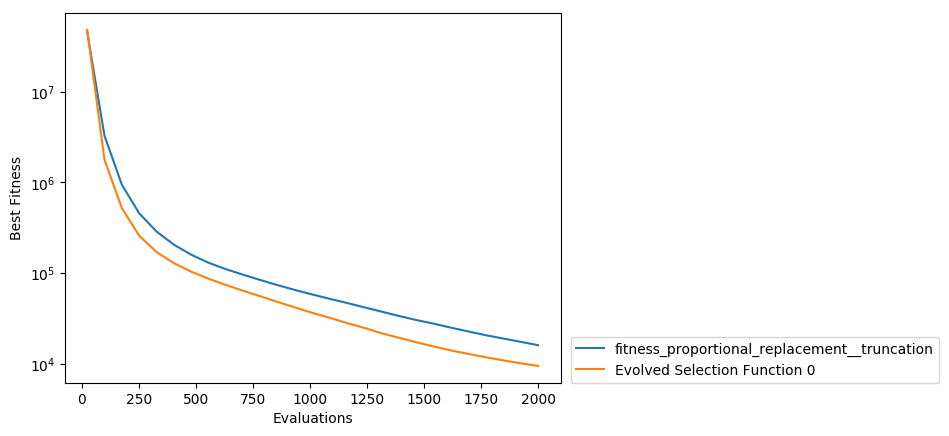 10^7
10^6
10^5
10^4
Best Fitness
0 250 500 750 1000 1250 1500 1750 2000
Evaluations
fitness_proportional_replacement__truncation
Evolved Selection Function 0